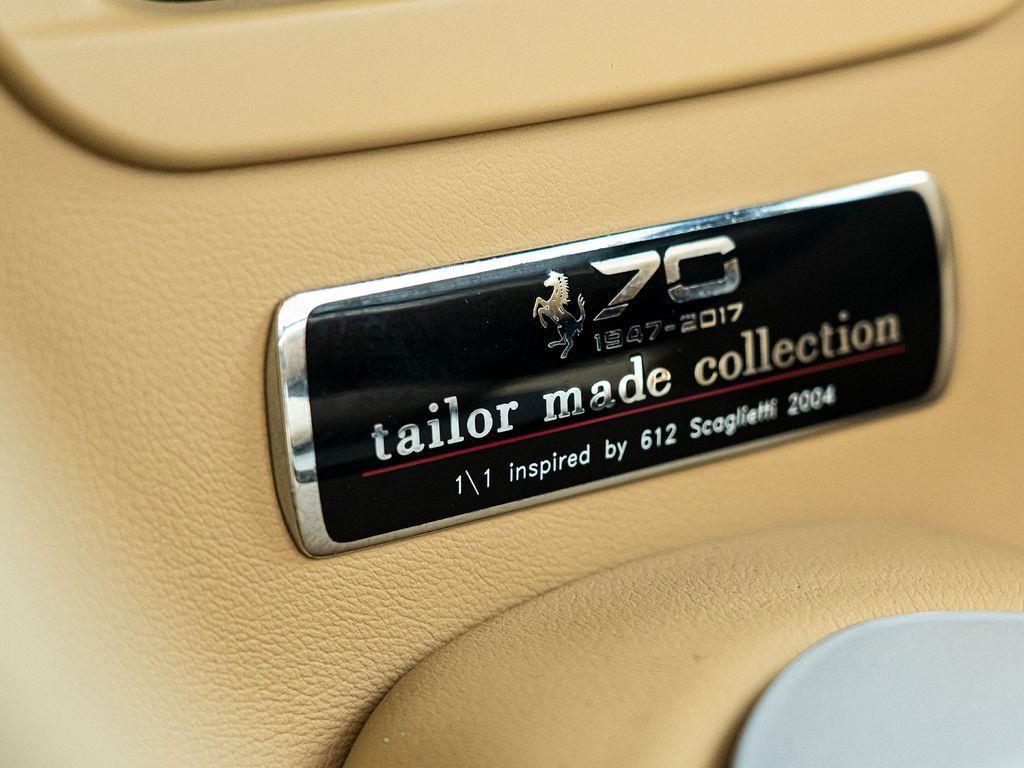 70
1947-2017
tailor made collection
1\1 inspired by 612 Scaglietti 2004